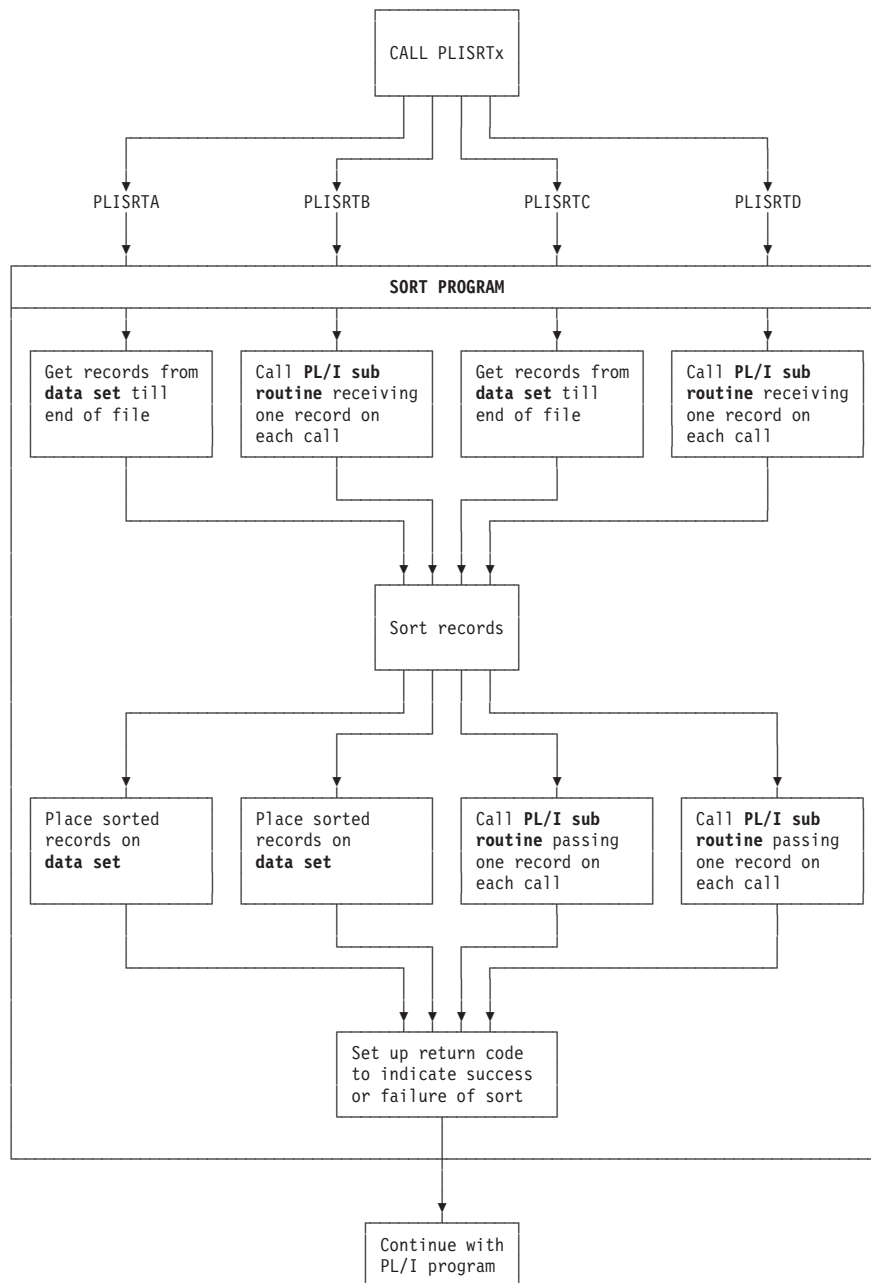 CALL PLISRTx
PLISRTA PLISRTB PLISRTC PLISRTD
SORT PROGRAM
Get records from
data set till
end of file
Call PL/I sub
routine receiving
one record on
each call
Get records from
data set till
end of file
Call PL/I sub
routine receiving
one record on
each call
Sort records
Place sorted
records on
data set
Place sorted
records on
data set
Call PL/I sub
routine passing
one record on
each call
Call PL/I sub
routine passing
one record on
each call
Set up return code
to indicate success
or failure of sort
Continue with
PL/I program